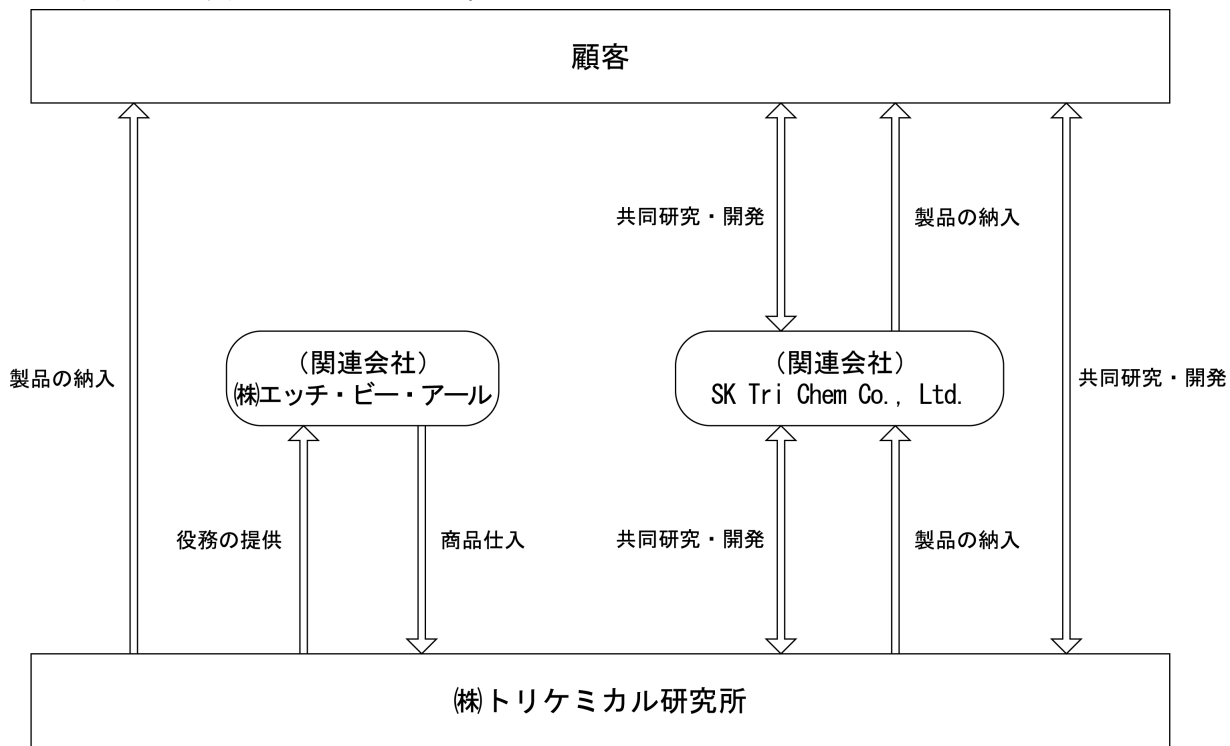 顧客
共同研究・開発
製品の納入
製品の納入
(関連会社)
㈱エッチ・ビー・アール
(関連会社)
SK Tri Chem Co., Ltd.
共同研究・開発
役務の提供
商品仕入
共同研究・開発
製品の納入
㈱トリケミカル研究所